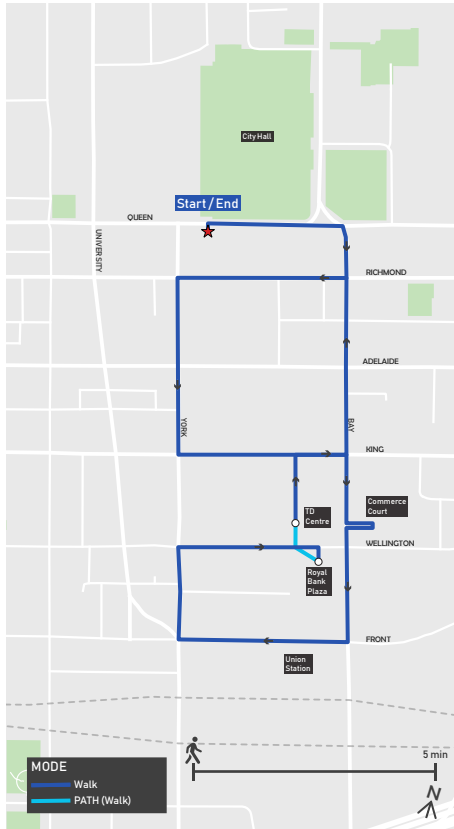 City Hall
Start/End
QUEEN
UNIVERSITY
RICHMOND
ADELAIDE
YORK
BAY
KING
Commerce
Court
TD
Centre
WELLINGTON
Royal
Bank
Plaza
FRONT
Union
Station
5 min
MODE
Walk
PATH (Walk)
N